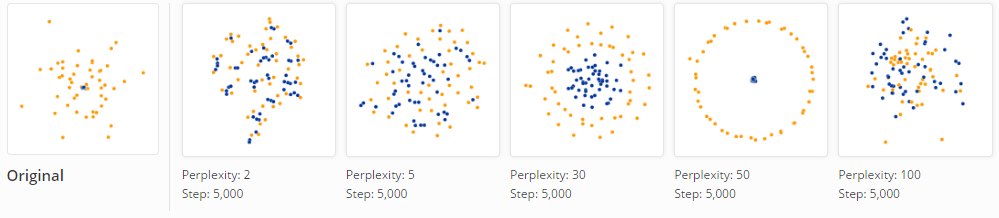 Original
Perplexity: 2
Step: 5,000
Perplexity: 5
Step: 5,000
Perplexity: 30
Step: 5,000
Perplexity: 50
Step: 5,000
Perplexity: 100
Step: 5,000